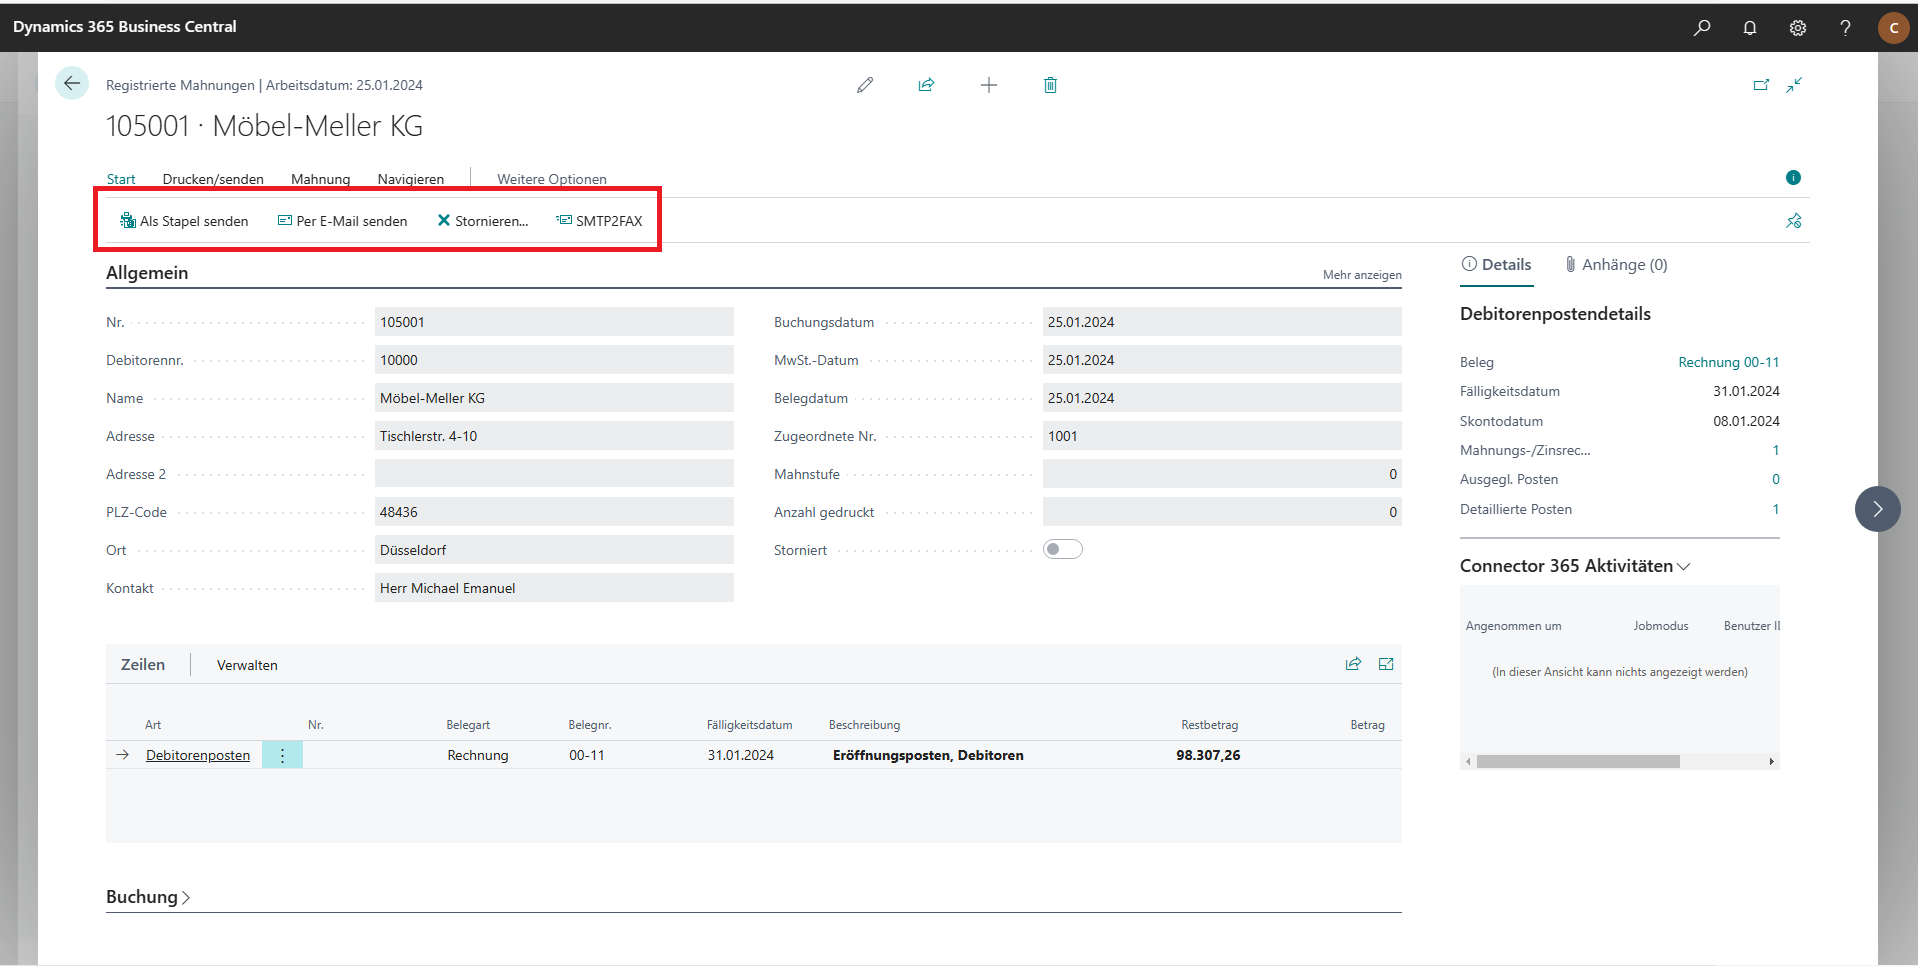 Dynamics 365 Business Central
C
Registrierte Mahnungen | Arbeitsdatum: 25.01.2024
105001 · Möbel-Meller KG
Start Drucken/senden Mahnung Navigieren Weitere Optionen
Als Stapel senden Per E-Mail senden Stornieren... SMTP2FAX
Allgemein Mehr anzeigen
Nr. 105001
Debitorennr. 10000
Name Möbel-Meller KG
Adresse Tischlerstr. 4-10
Adresse 2
PLZ-Code 48436
Ort Düsseldorf
Kontakt Herr Michael Emanuel
Buchungsdatum 25.01.2024
MwSt.-Datum 25.01.2024
Belegdatum 25.01.2024
Zugeordnete Nr. 1001
Mahnstufe 0
Anzahl gedruckt 0
Storniert
Zeilen Verwalten
Art Nr. Belegart Belegnr. Fälligkeitsdatum Beschreibung Restbetrag Betrag
Debitorenposten Rechnung 00-11 31.01.2024 Eröffnungsposten, Debitoren 98.307,26
Buchung
Details Anhänge (0)
Debitorenpostendetails
Beleg Rechnung 00-11
Fälligkeitsdatum 31.01.2024
Skontodatum 08.01.2024
Mahnungs-/Zinsrec... 1
Ausgegl. Posten 0
Detaillierte Posten 1
Connector 365 Aktivitäten
Angenommen um Jobmodus Benutzer ID
(In dieser Ansicht kann nichts angezeigt werden)